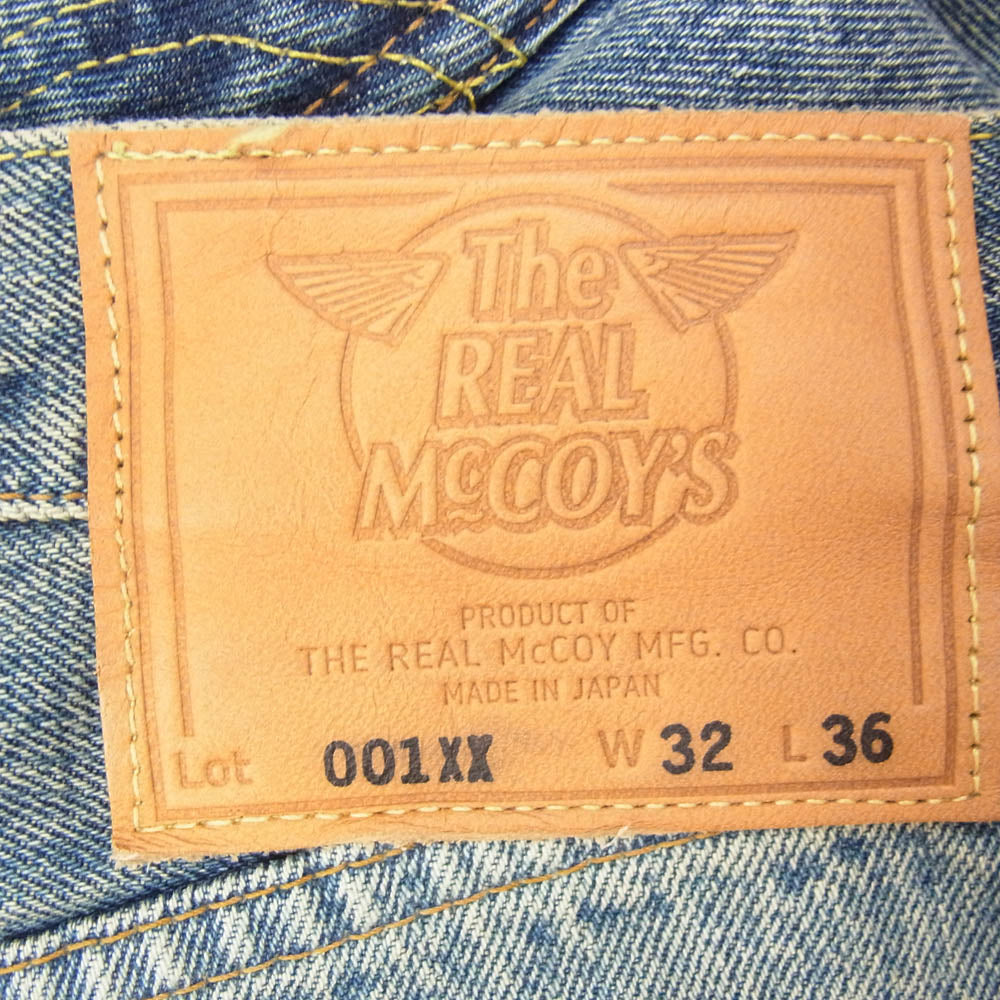 The
REAL
McCOY'S
PRODUCT OF
THE REAL McCOY MFG. CO.
MADE IN JAPAN
Lot 001XX W 32 L 36